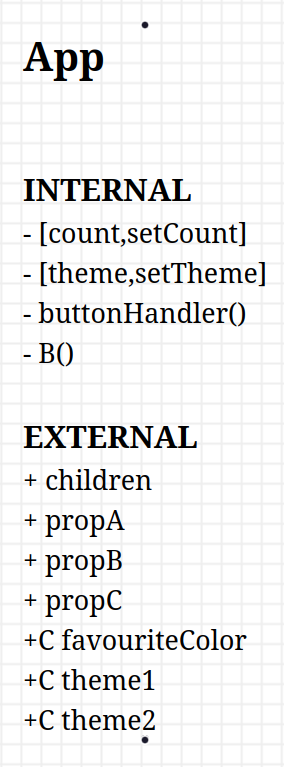 App
INTERNAL
- [count,setCount]
- [theme,setTheme]
- buttonHandler()
- B()
EXTERNAL
+ children
+ propA
+ propB
+ propC
+C favouriteColor
+C theme1
+C theme2